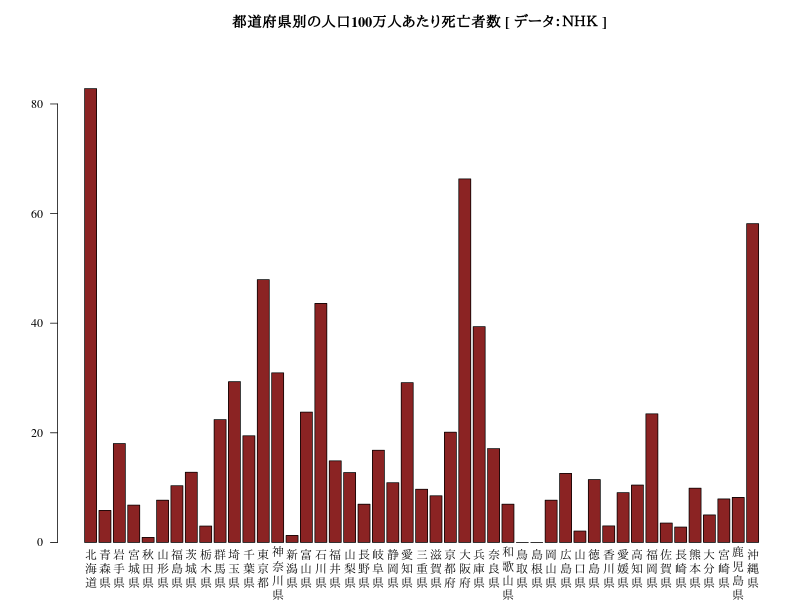 都道府県別の人口100万人あたり死亡者数 [ データ：NHK ]
80
60
40
20
0
北海道
青森県
岩手県
宮城県
秋田県
山形県
福島県
茨城県
栃木県
群馬県
埼玉県
千葉県
東京都
神奈川県
新潟県
富山県
石川県
福井県
山梨県
長野県
岐阜県
静岡県
愛知県
三重県
滋賀県
京都府
大阪府
兵庫県
奈良県
和歌山県
鳥取県
島根県
岡山県
広島県
山口県
徳島県
香川県
愛媛県
高知県
福岡県
佐賀県
長崎県
熊本県
大分県
宮崎県
鹿児島県
沖縄県